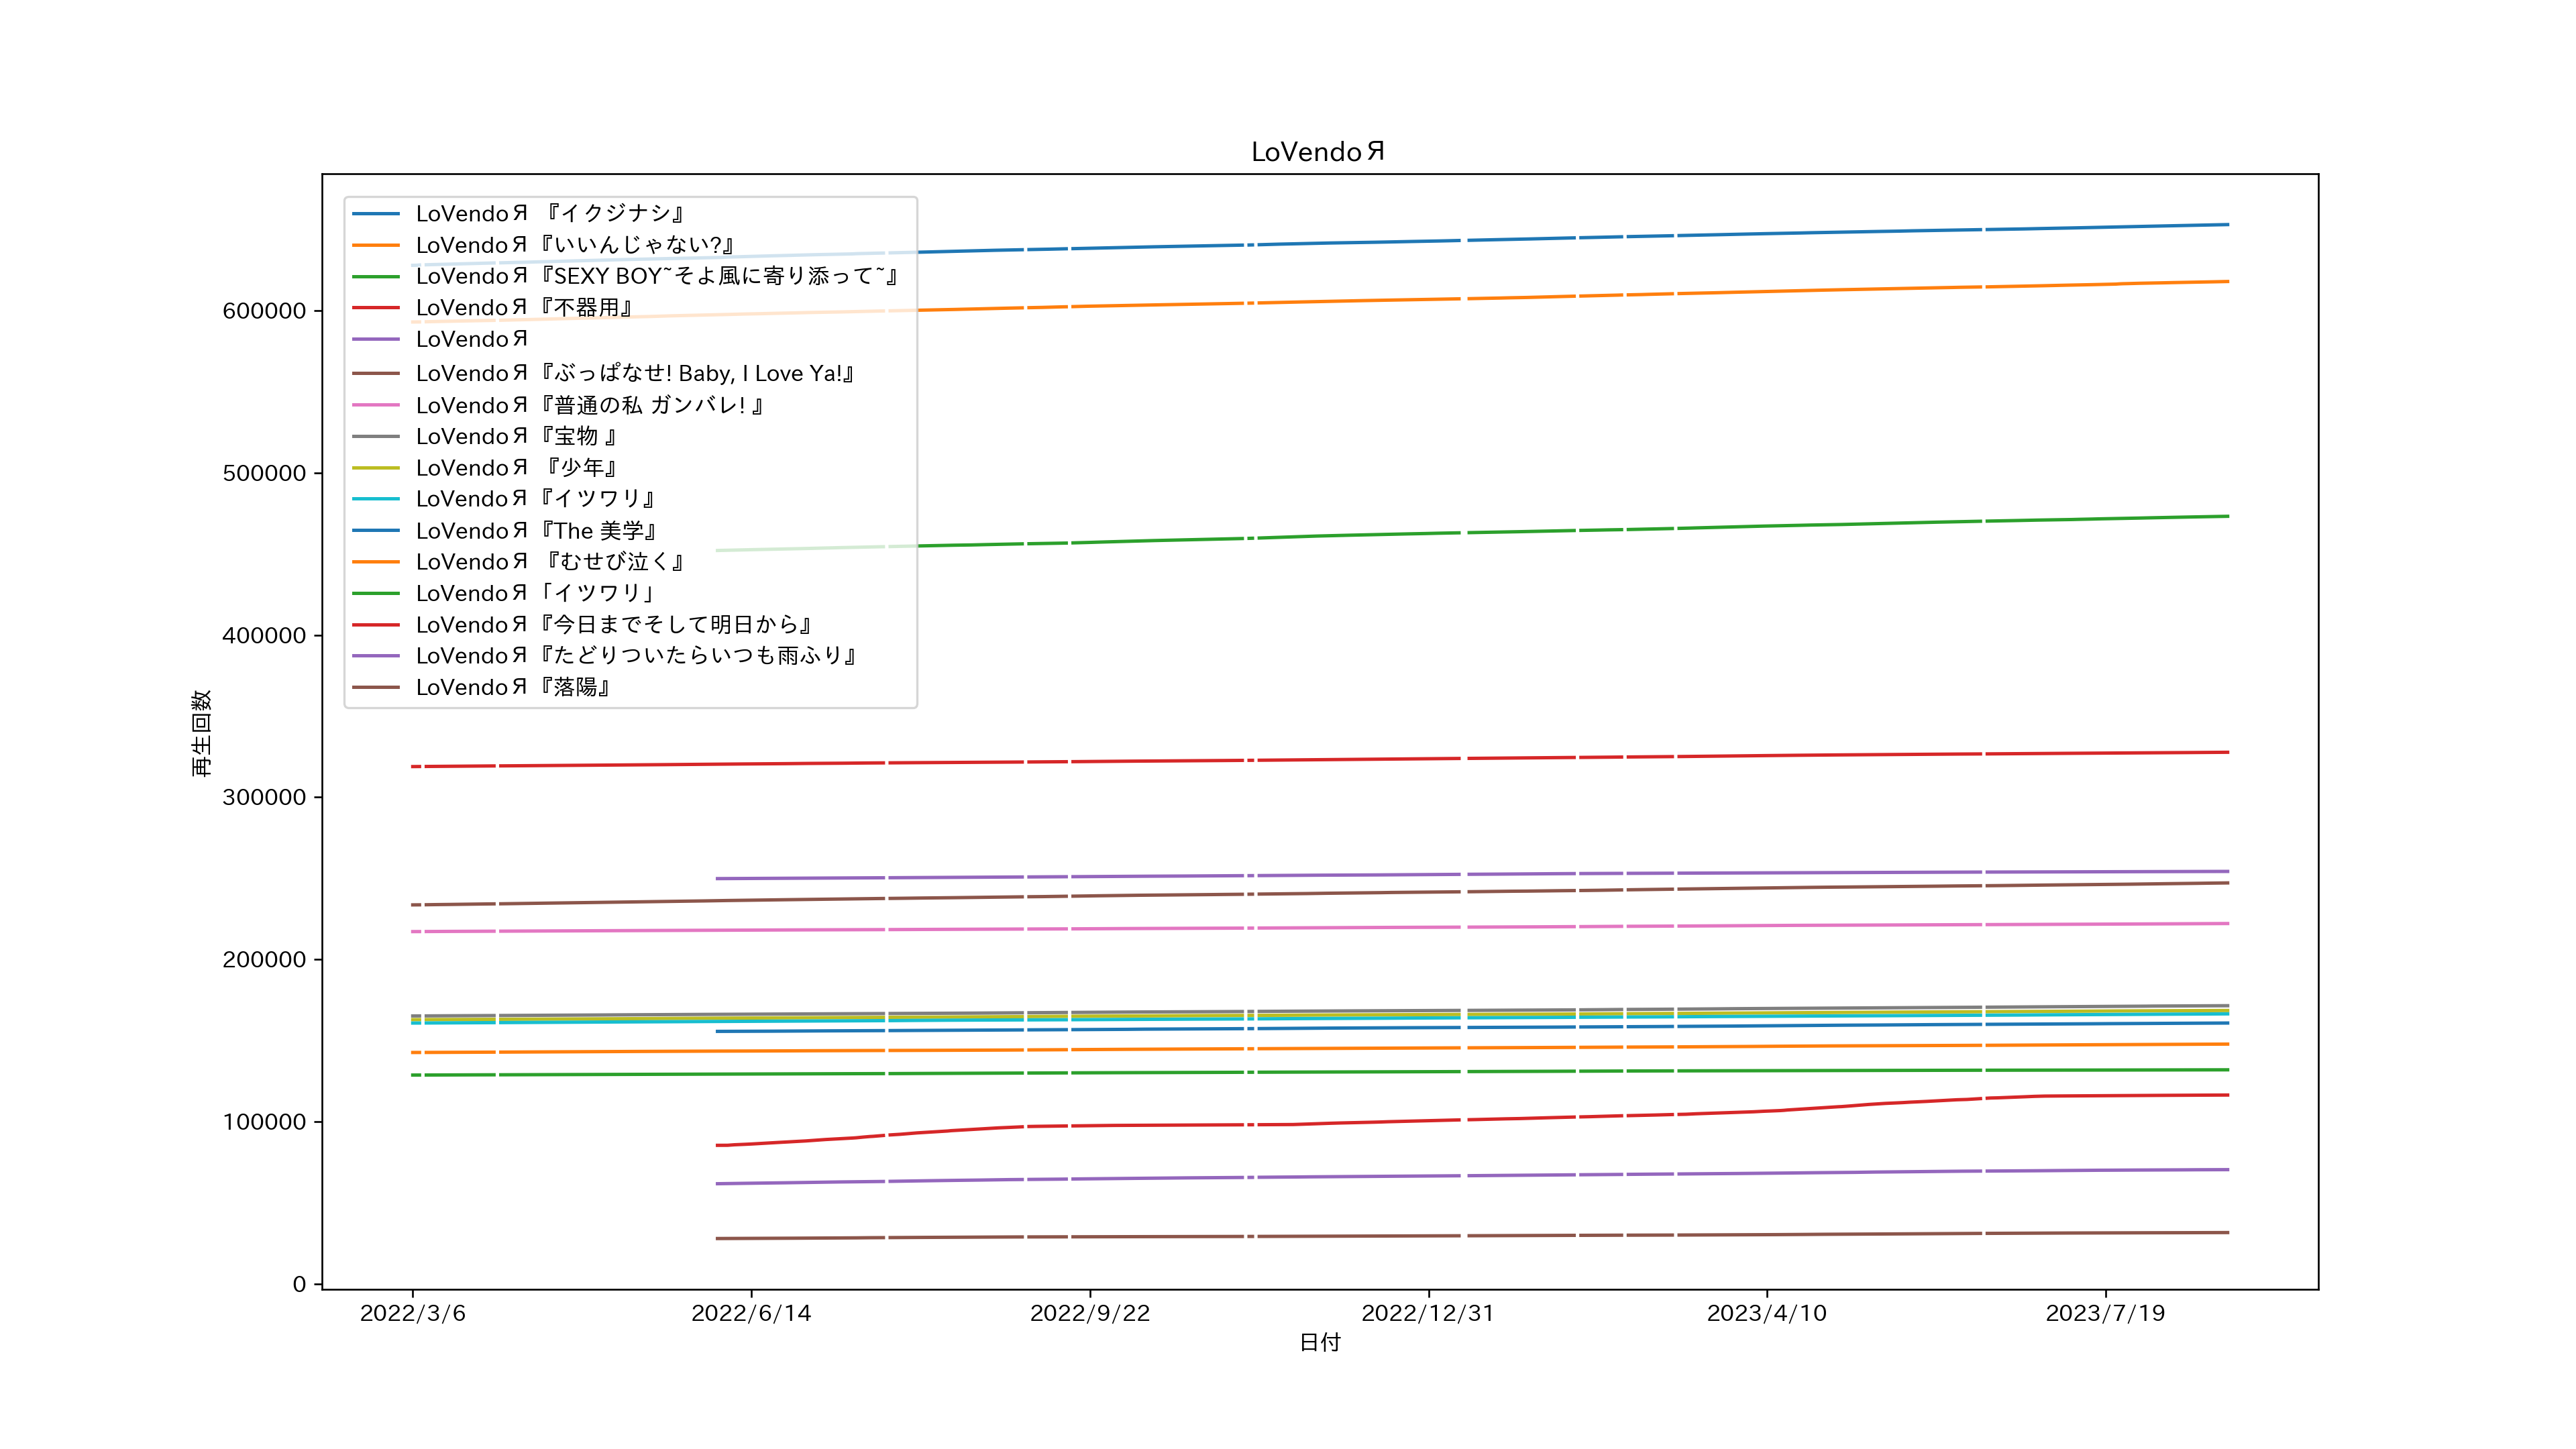 LoVendoЯ
LoVendoЯ 『イクジナシ』
LoVendoЯ『いいんじゃない?』
LoVendoЯ『SEXY BOY~そよ風に寄り添って~』
LoVendoЯ『不器用』
LoVendoЯ
LoVendoЯ『ぶっぱなせ! Baby, I Love Ya!』
LoVendoЯ『普通の私 ガンバレ! 』
LoVendoЯ『宝物 』
LoVendoЯ 『少年』
LoVendoЯ『イツワリ』
LoVendoЯ『The 美学』
LoVendoЯ 『むせび泣く』
LoVendoЯ「イツワリ」
LoVendoЯ『今日までそして明日から』
LoVendoЯ『たどりついたらいつも雨ふり』
LoVendoЯ『落陽』
再生回数
600000
500000
400000
300000
200000
100000
0
2022/3/6 2022/6/14 2022/9/22 2022/12/31 2023/4/10 2023/7/19
日付